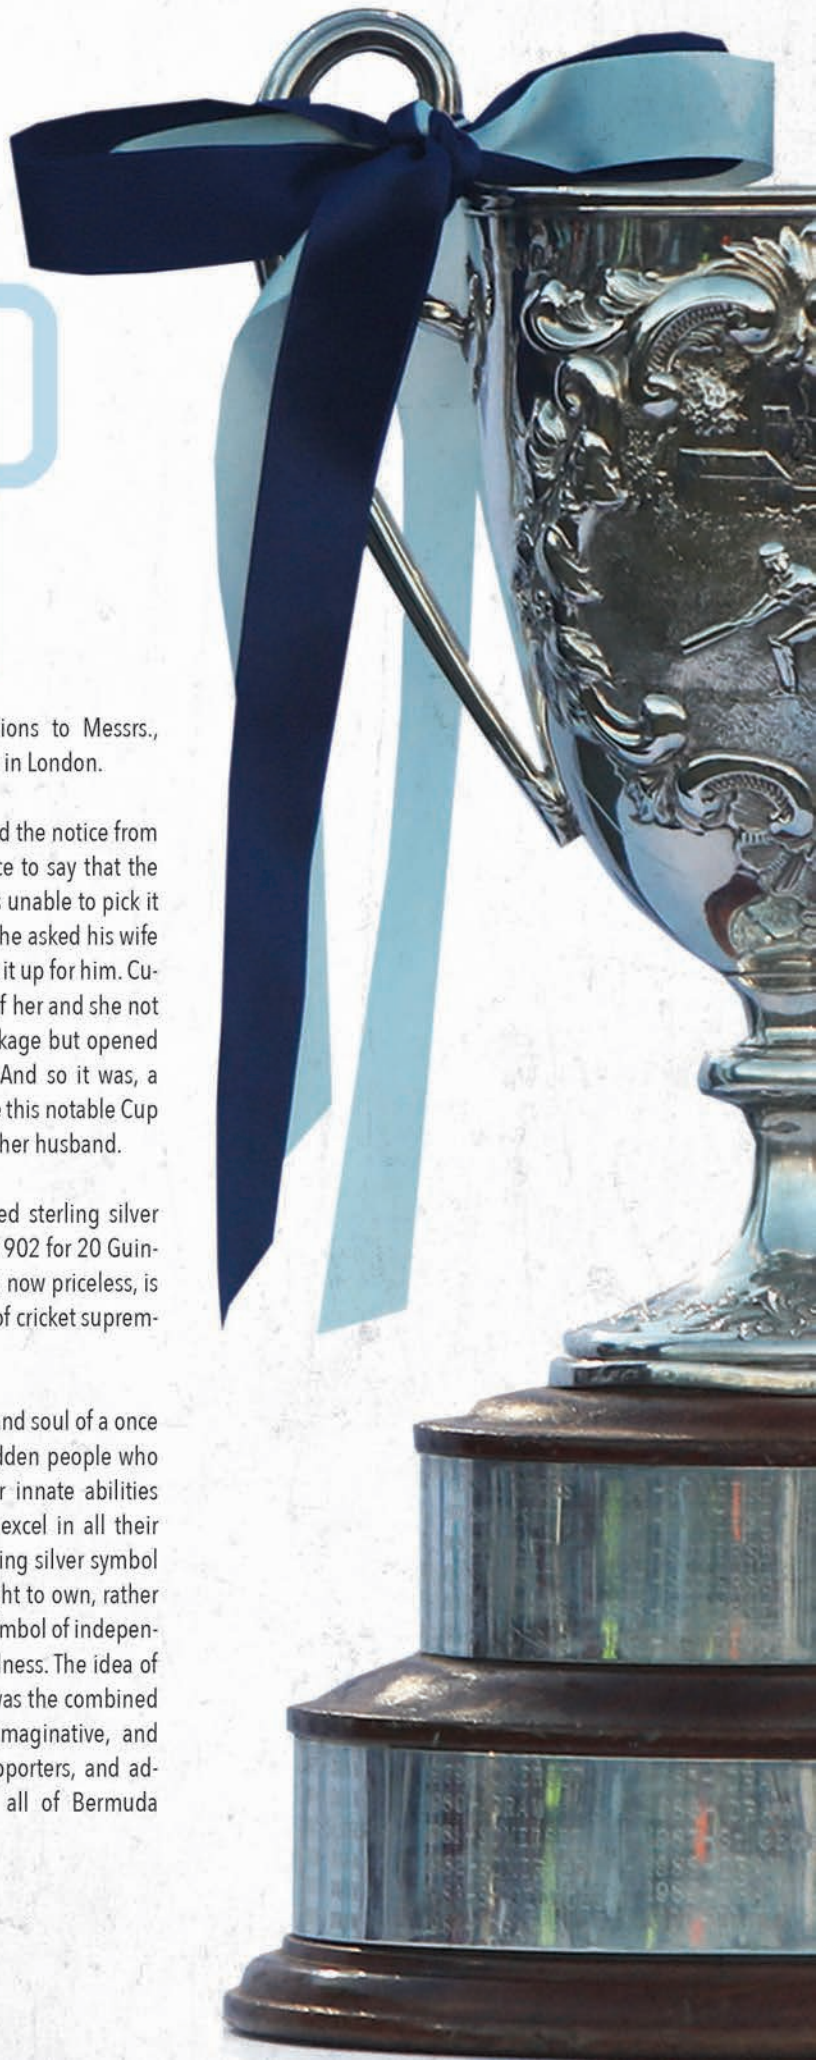 ions to Messrs.,
in London.
d the notice from
ce to say that the
s unable to pick it
he asked his wife
it up for him. Cu-
f her and she not
kage but opened
And so it was, a
e this notable Cup
her husband.
ed sterling silver
902 for 20 Guin-
now priceless, is
of cricket suprem-
and soul of a once
dden people who
r innate abilities
excel in all their
ing silver symbol
ht to own, rather
mbol of indepen-
lness. The idea of
was the combined
maginative, and
pporters, and ad-
all of Bermuda